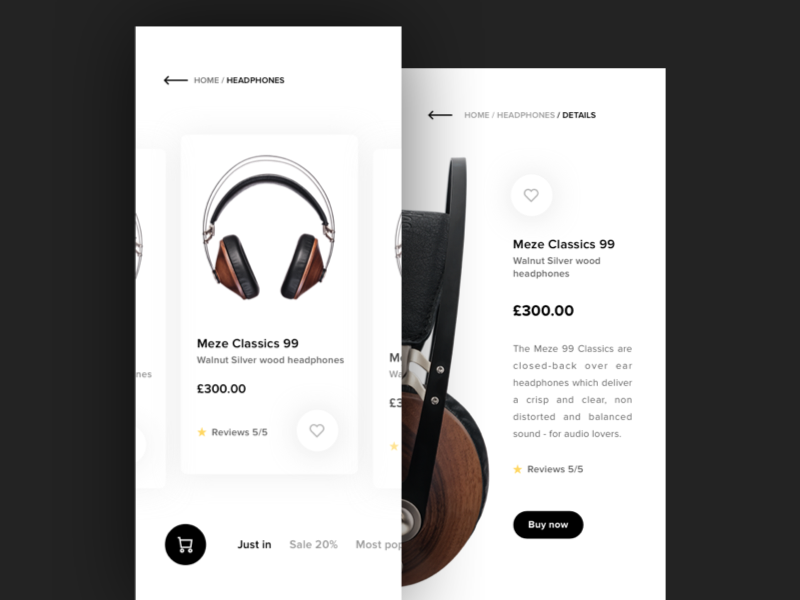 HOME / HEADPHONES
Meze Classics 99
Walnut Silver wood headphones
£300.00
Reviews 5/5
Just in
Sale 20%
Most pop
HOME / HEADPHONES / DETAILS
Meze Classics 99
Walnut Silver wood
headphones
£300.00
The Meze 99 Classics are
closed-back over ear
headphones which deliver
a crisp and clear, non
distorted and balanced
sound - for audio lovers.
Reviews 5/5
Buy now